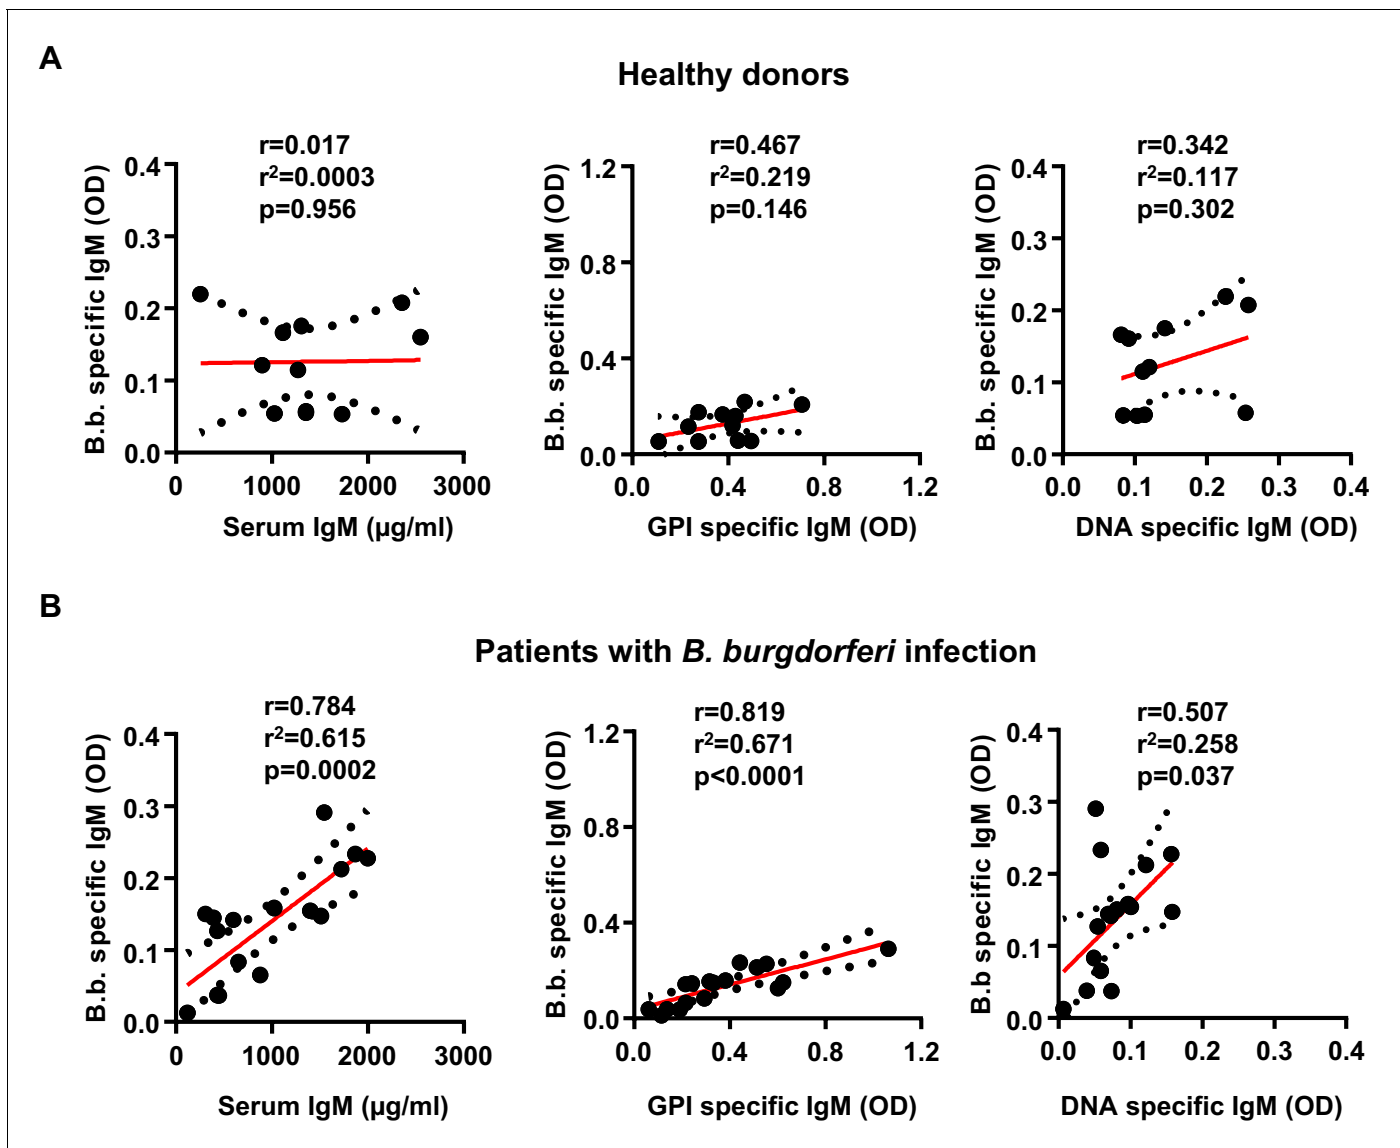 A
Healthy donors
r=0.017
r²=0.0003
p=0.956
B.b. specific IgM (OD)
0.4
0.3
0.2
0.1
0.0
0
1000
2000
3000
Serum IgM (µg/ml)
r=0.467
r²=0.219
p=0.146
B.b. specific IgM (OD)
1.2
0.8
0.4
0.0
0.0
0.4
0.8
1.2
GPI specific IgM (OD)
r=0.342
r²=0.117
p=0.302
B.b. specific IgM (OD)
0.4
0.3
0.2
0.1
0.0
0.0
0.1
0.2
0.3
0.4
DNA specific IgM (OD)
B
Patients with B. burgdorferi infection
r=0.784
r²=0.615
p=0.0002
B.b. specific IgM (OD)
0.4
0.3
0.2
0.1
0.0
0
1000
2000
3000
Serum IgM (µg/ml)
r=0.819
r²=0.671
p<0.0001
B.b. specific IgM (OD)
1.2
0.8
0.4
0.0
0.0
0.4
0.8
1.2
GPI specific IgM (OD)
r=0.507
r²=0.258
p=0.037
B.b specific IgM (OD)
0.4
0.3
0.2
0.1
0.0
0.0
0.1
0.2
0.3
0.4
DNA specific IgM (OD)